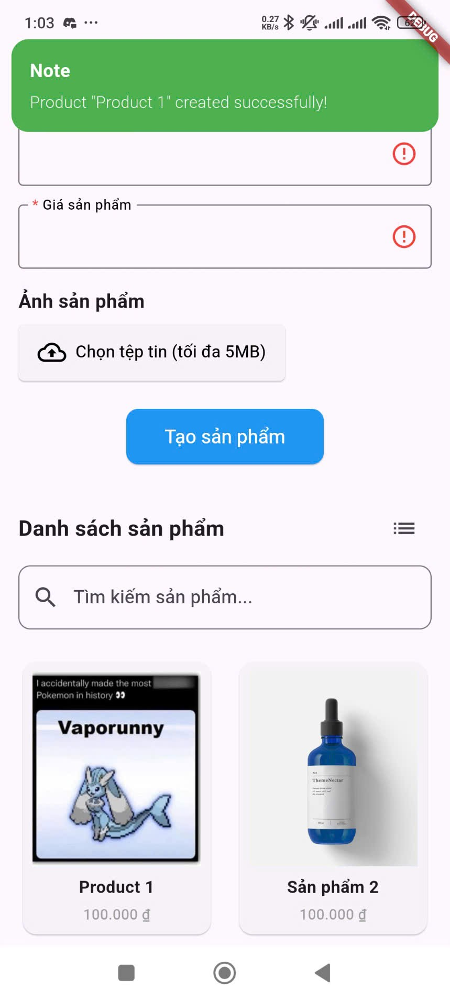 1:03
0.27
KB/s
DEBUG
Note
Product "Product 1" created successfully!
* Giá sản phẩm
Ảnh sản phẩm
Chọn tệp tin (tối đa 5MB)
Tạo sản phẩm
Danh sách sản phẩm
Tìm kiếm sản phẩm...
I accidentally made the most
Pokemon in history 👀
Vaporunny
ThemeNectar
Product 1
100.000 ₫
Sản phẩm 2
100.000 ₫